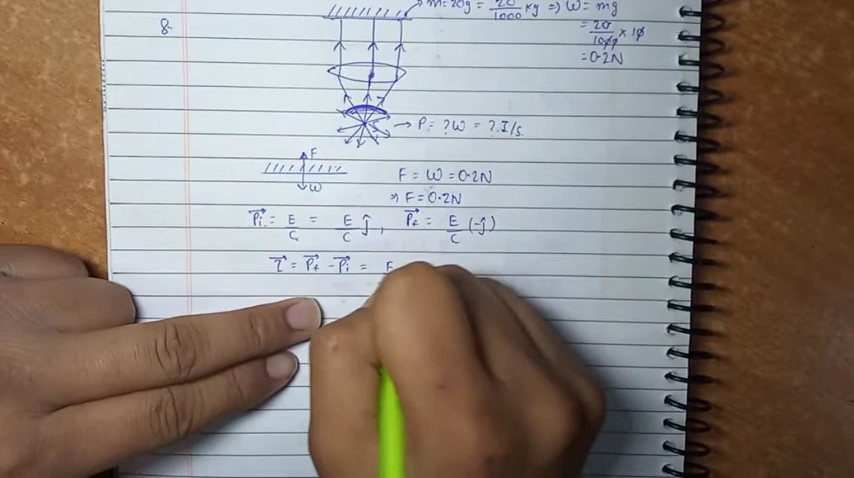 m = 20g = 20/1000 kg ⇒ W = mg
= 20/1000 × 10
= 0.2N
8.
→ P = ?W = ?J/s.
F
W
F = W = 0.2N
⇒ F = 0.2N
P⃗i = E/C = E/C ĵ, P⃗f = E/C (-ĵ)
I⃗ = P⃗f - P⃗i =